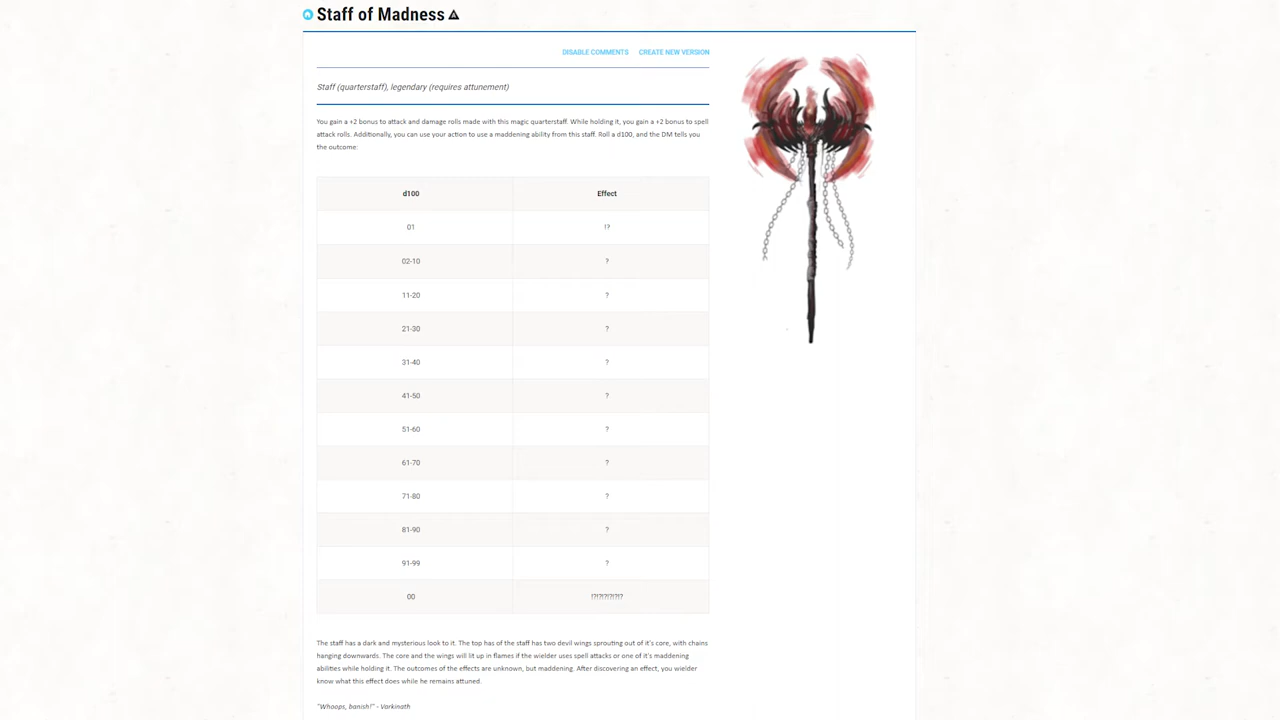 Staff of Madness
DISABLE COMMENTS CREATE NEW VERSION
Staff (quarterstaff), legendary (requires attunement)
You gain a +2 bonus to attack and damage rolls made with this magic quarterstaff. While holding it, you gain a +2 bonus to spell
attack rolls. Additionally, you can use your action to use a maddening ability from this staff. Roll a d100, and the DM tells you
the outcome:
d100 Effect
01 !?
02-10 ?
11-20 ?
21-30 ?
31-40 ?
41-50 ?
51-60 ?
61-70 ?
71-80 ?
81-90 ?
91-99 ?
00 !?!?!?!?!?!?
The staff has a dark and mysterious look to it. The top has of the staff has two devil wings sprouting out of it's core, with chains
hanging downwards. The core and the wings will lit up in flames if the wielder uses spell attacks or one of it's maddening
abilities while holding it. The outcomes of the effects are unknown, but maddening. After discovering an effect, you wielder
know what this effect does while he remains attuned.
"Whoops, banish!" - Varkinath